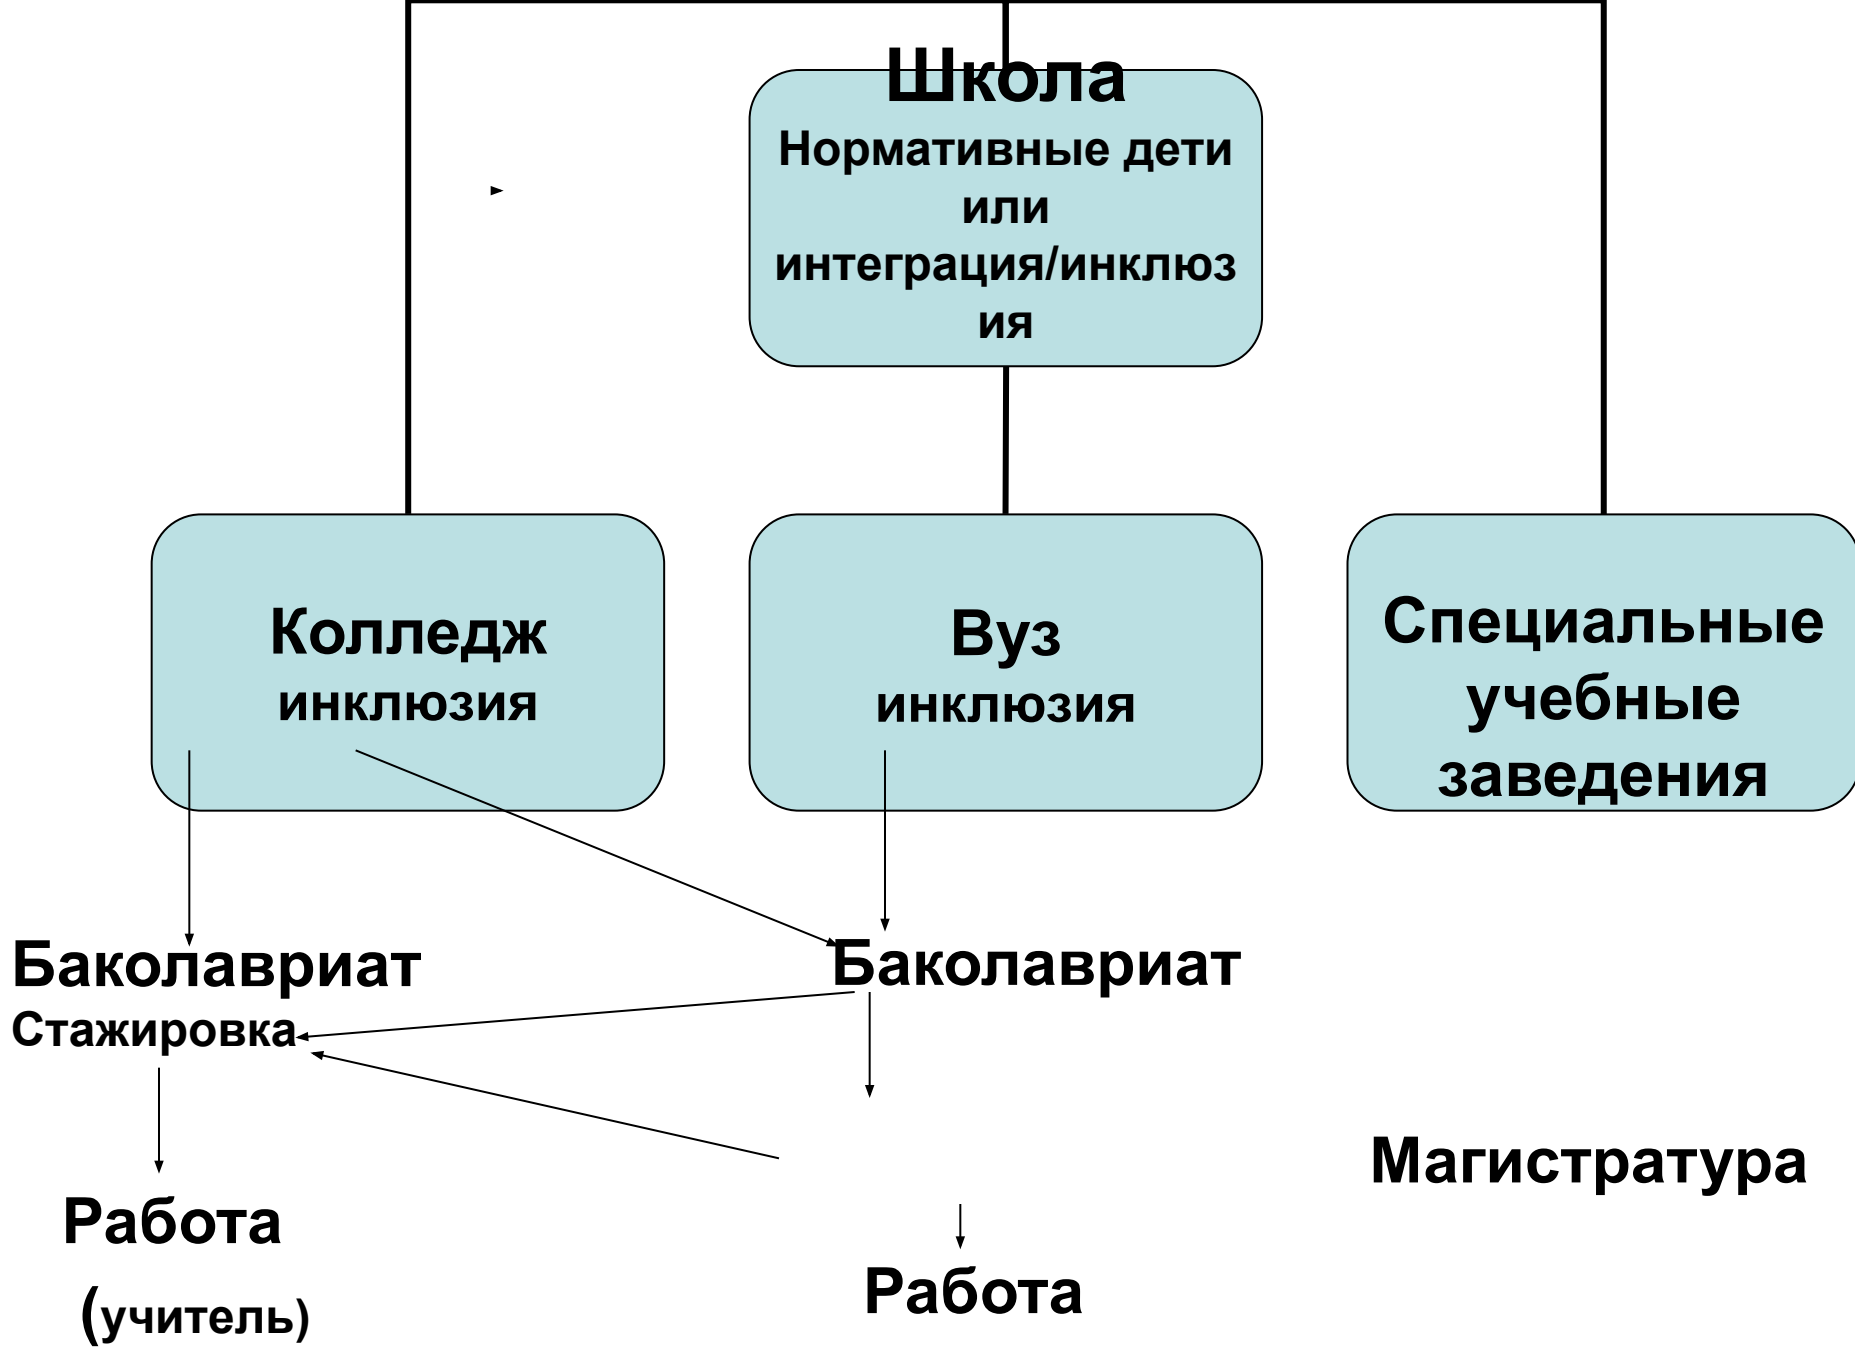 Школа
Нормативные дети
или
интеграция/инклюз
ия
Колледж
инклюзия
Вуз
инклюзия
Специальные
учебные
заведения
Баколавриат
Стажировка
Баколавриат
Магистратура
Работа
(учитель)
Работа